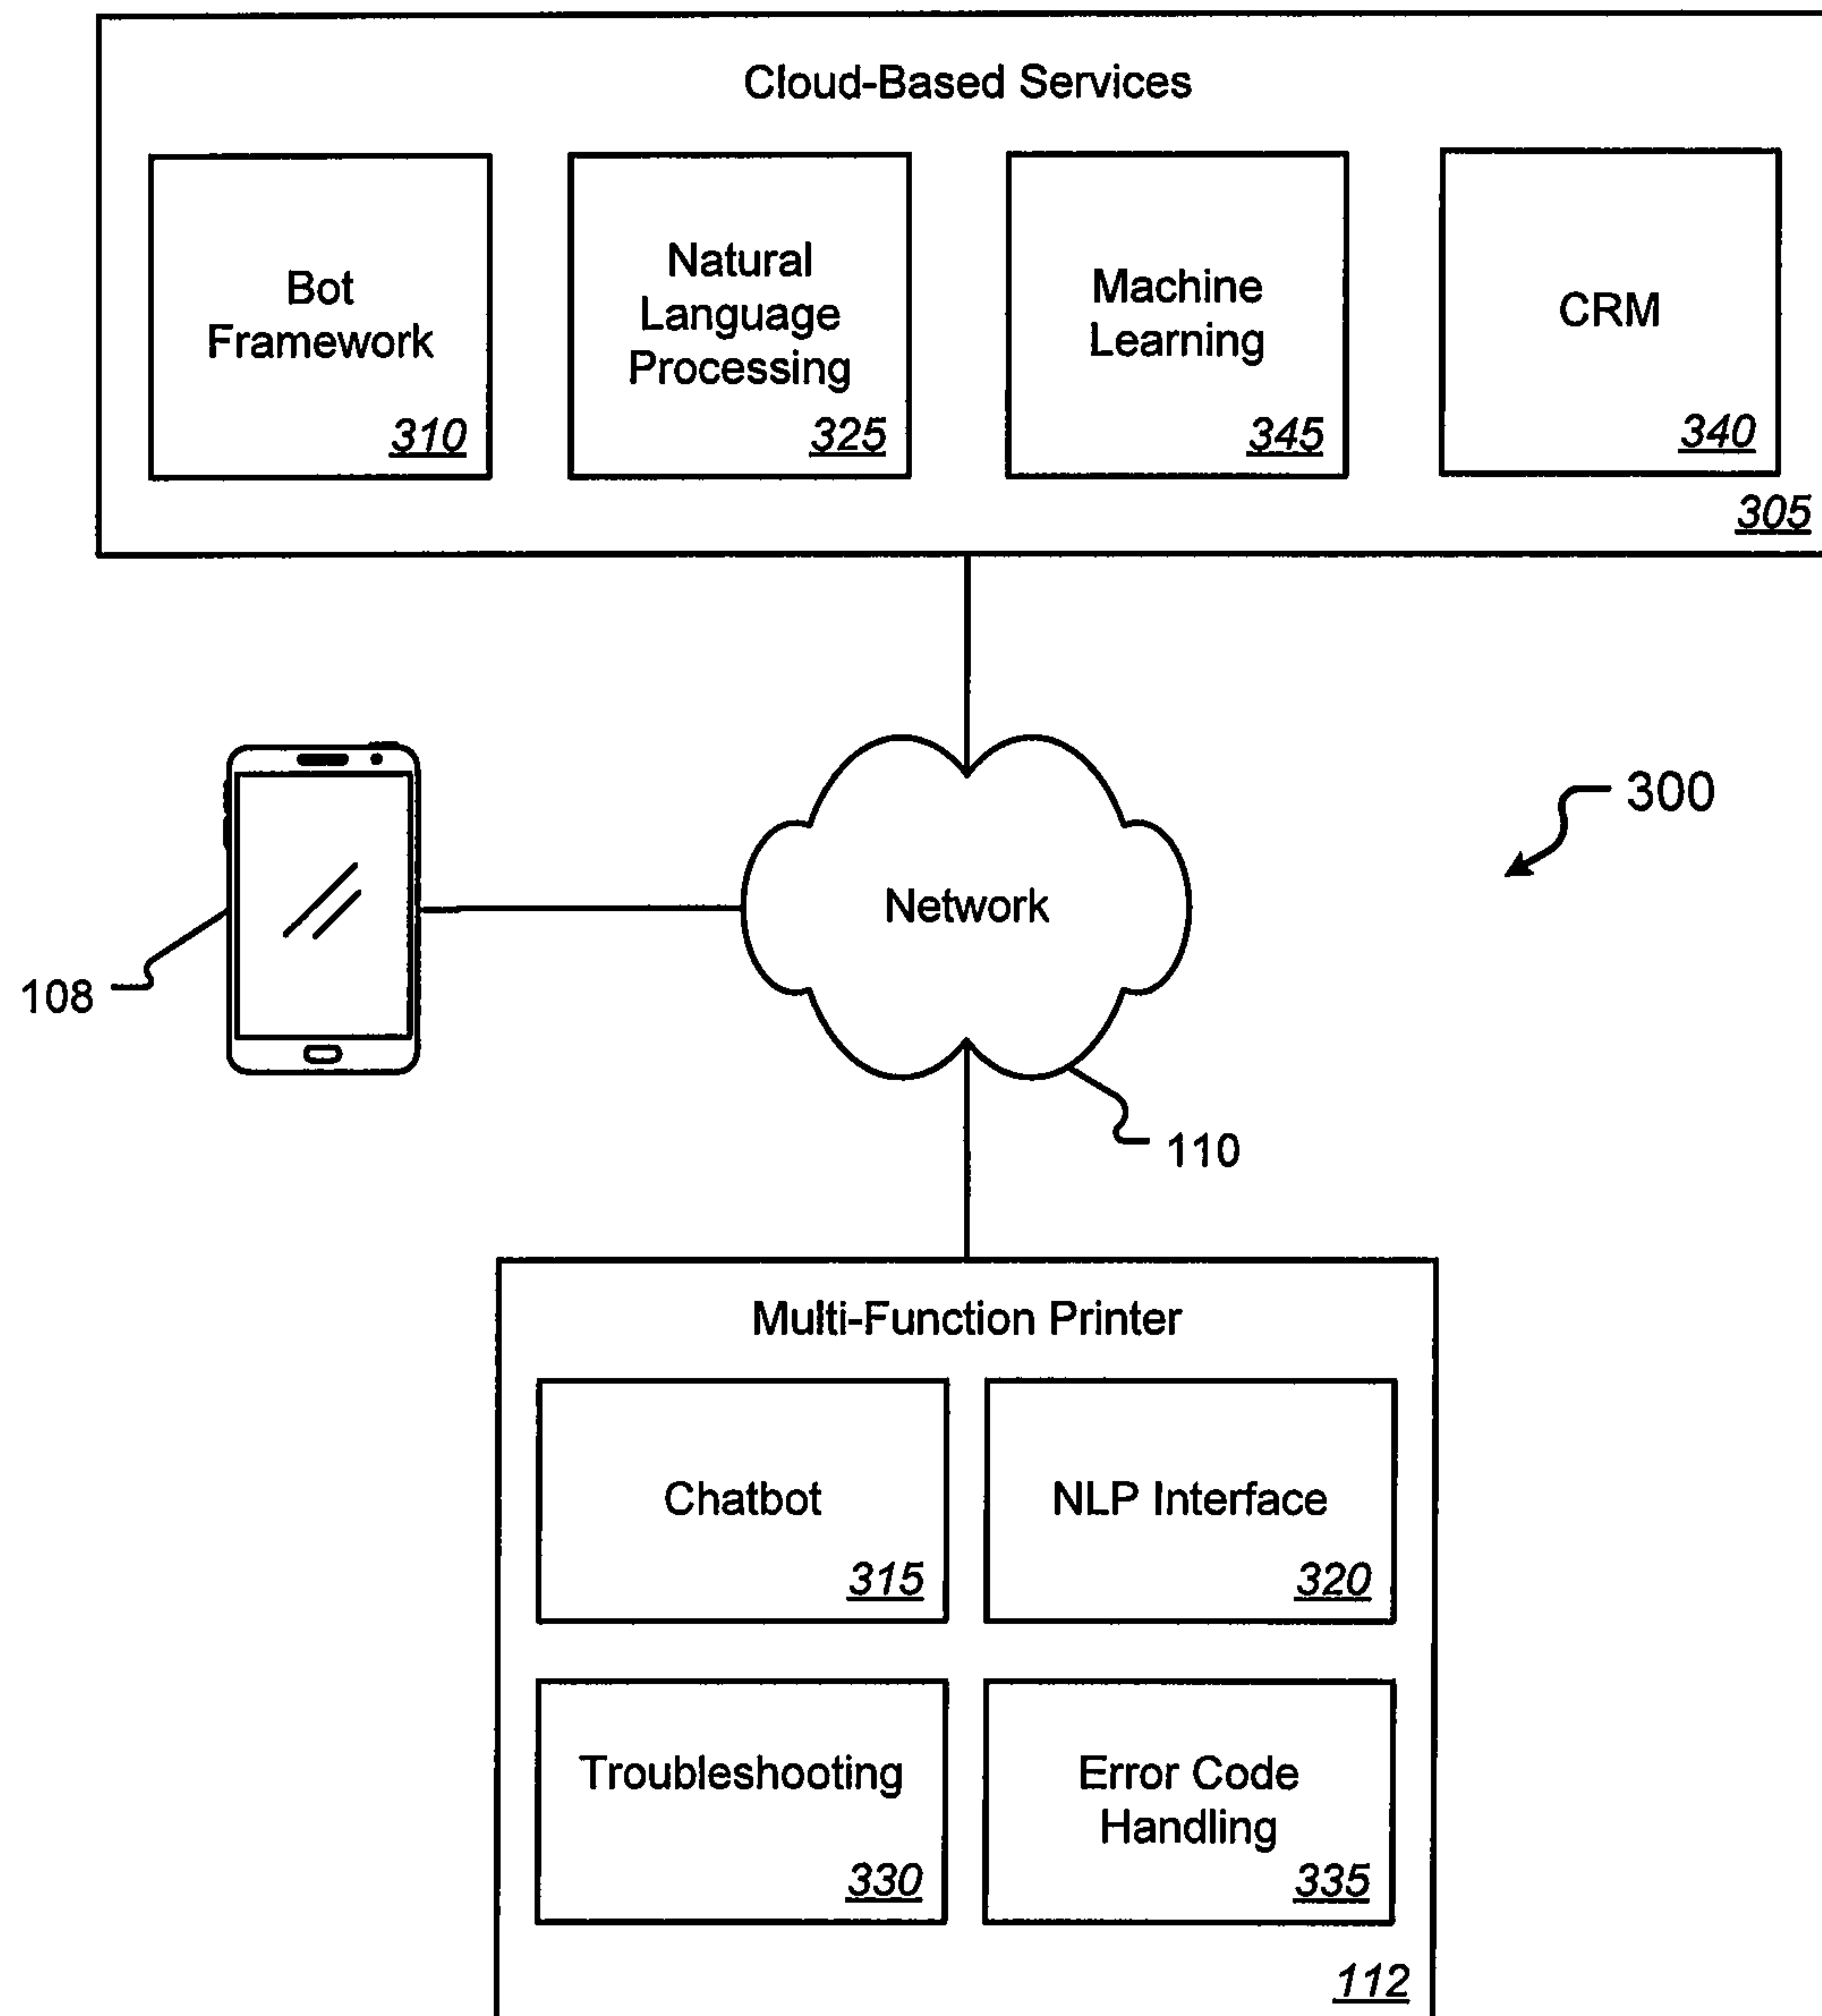 Cloud-Based Services
Bot
Framework
310
Natural
Language
Processing
325
Machine
Learning
345
CRM
340
305
300
Network
108
110
Multi-Function Printer
Chatbot
315
NLP Interface
320
Troubleshooting
330
Error Code
Handling
335
112